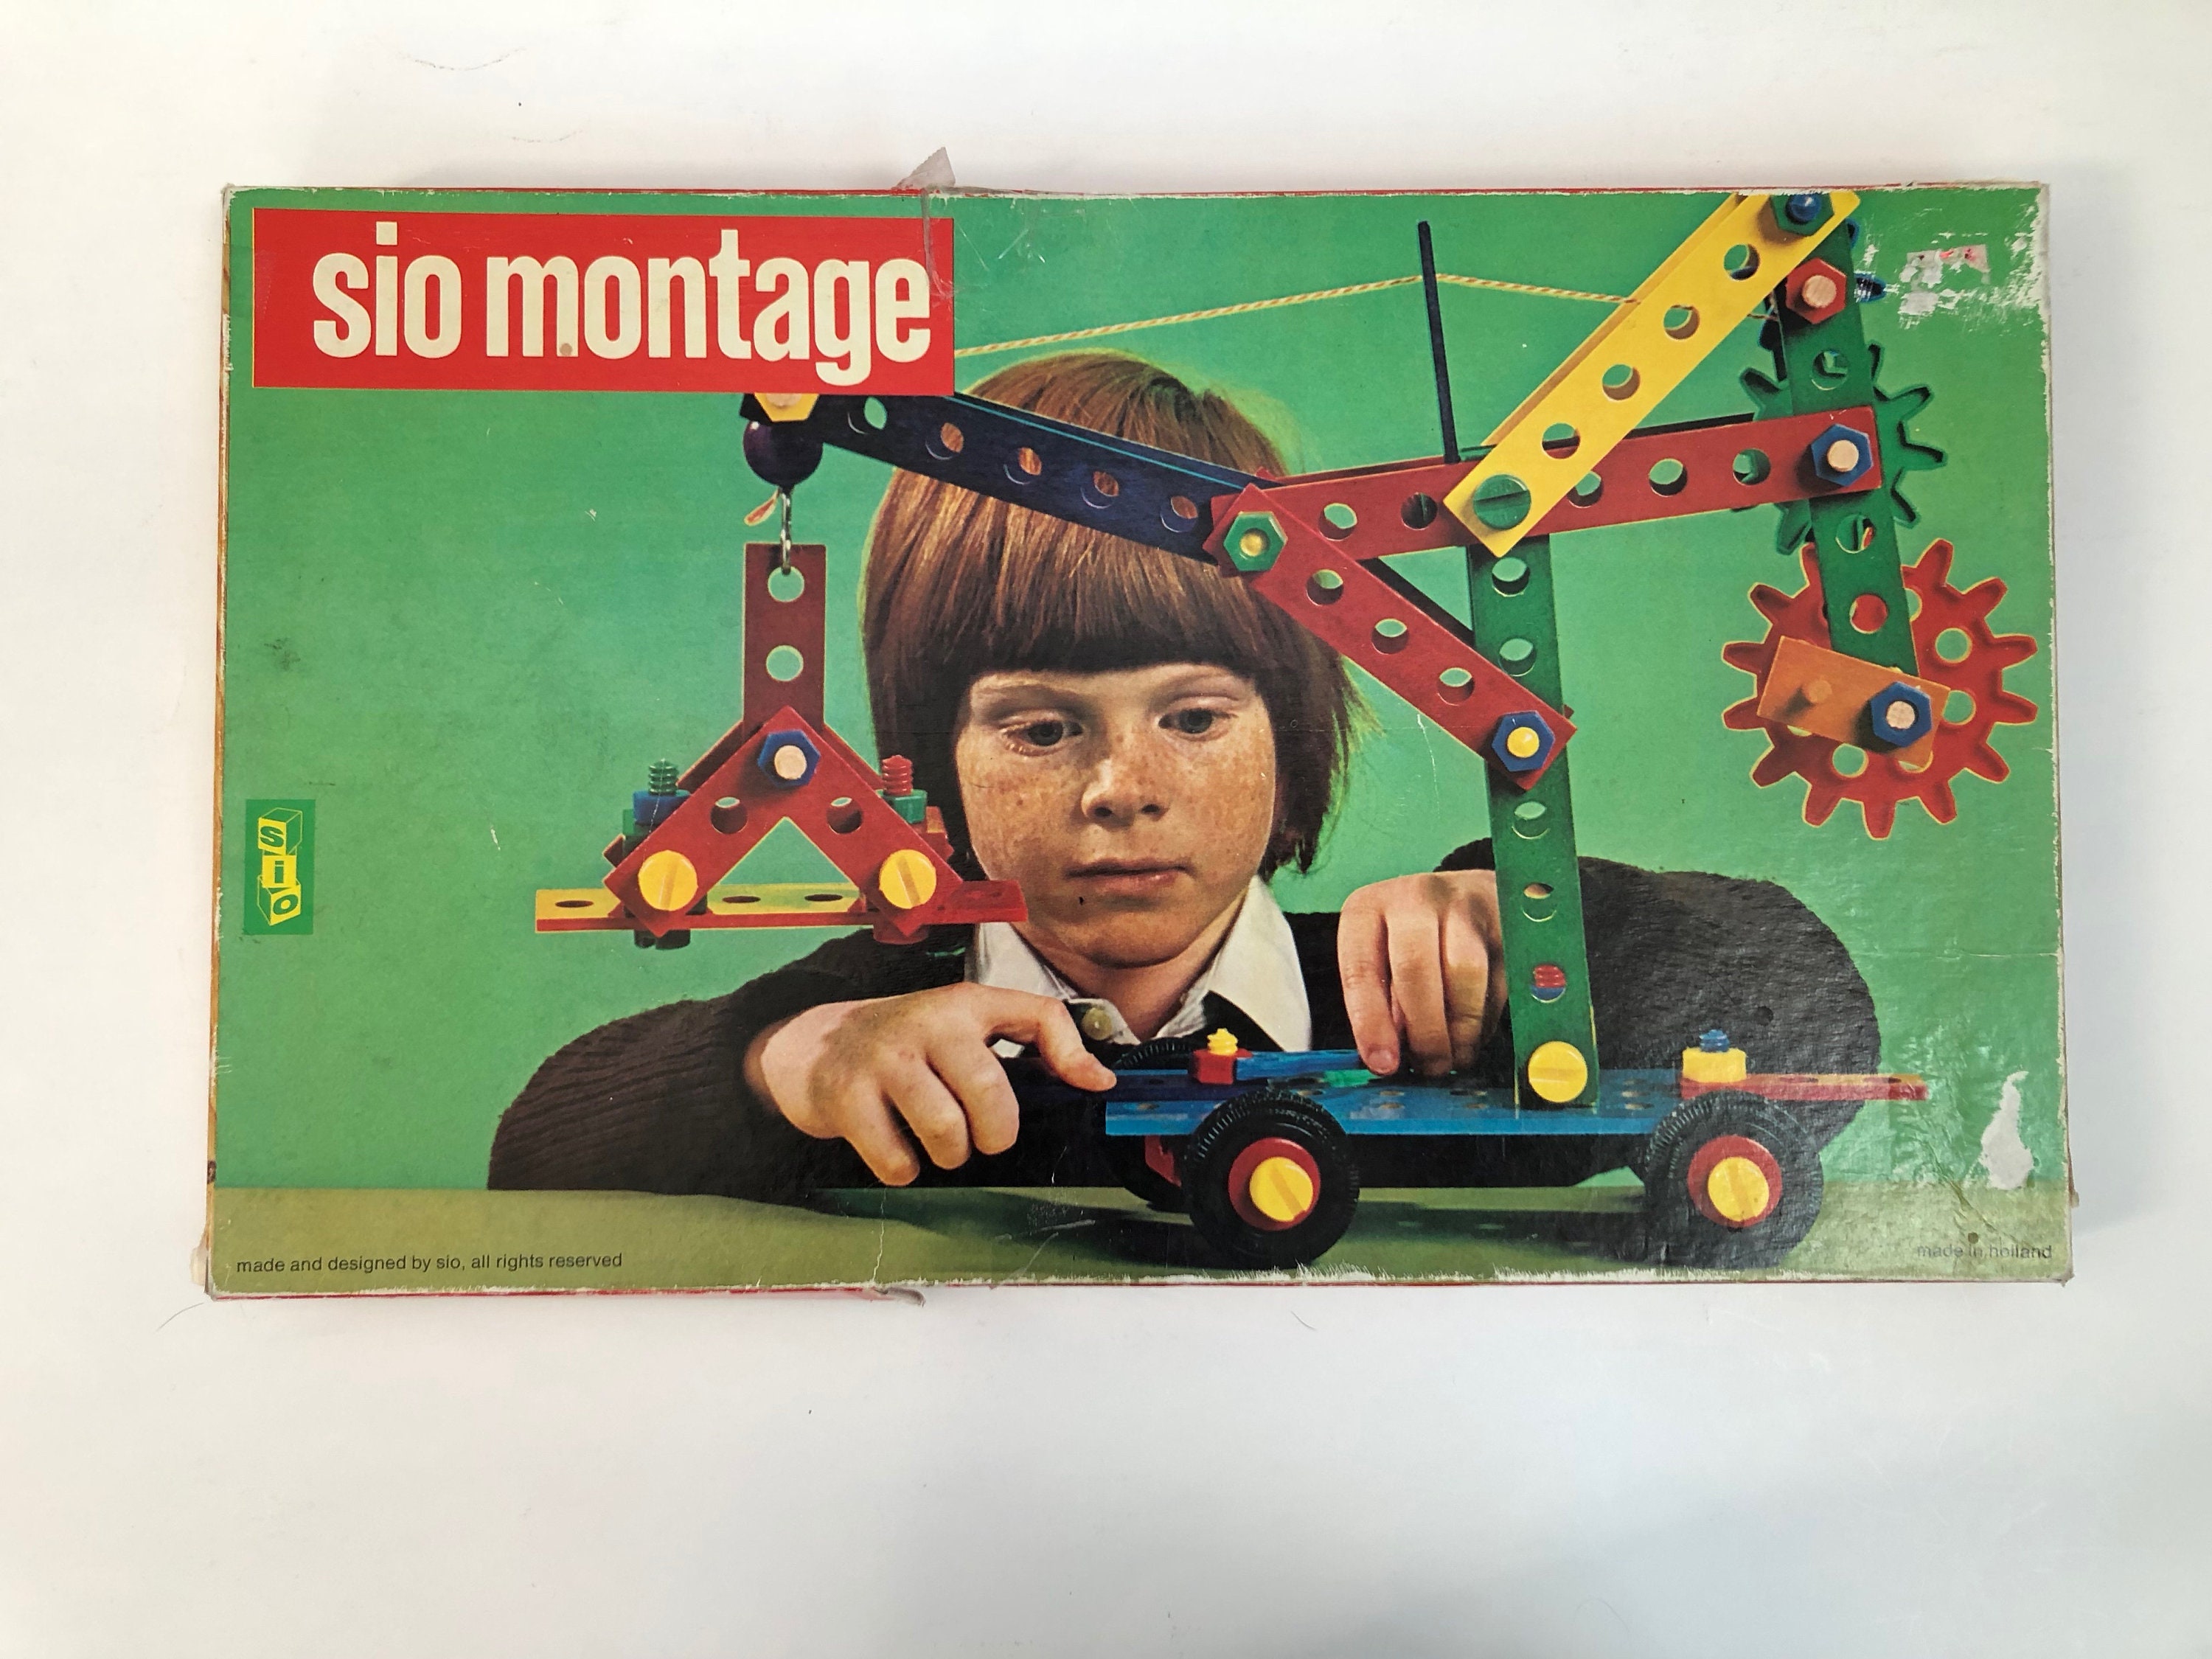 sio montage
sio
made and designed by sio, all rights reserved
made in holland